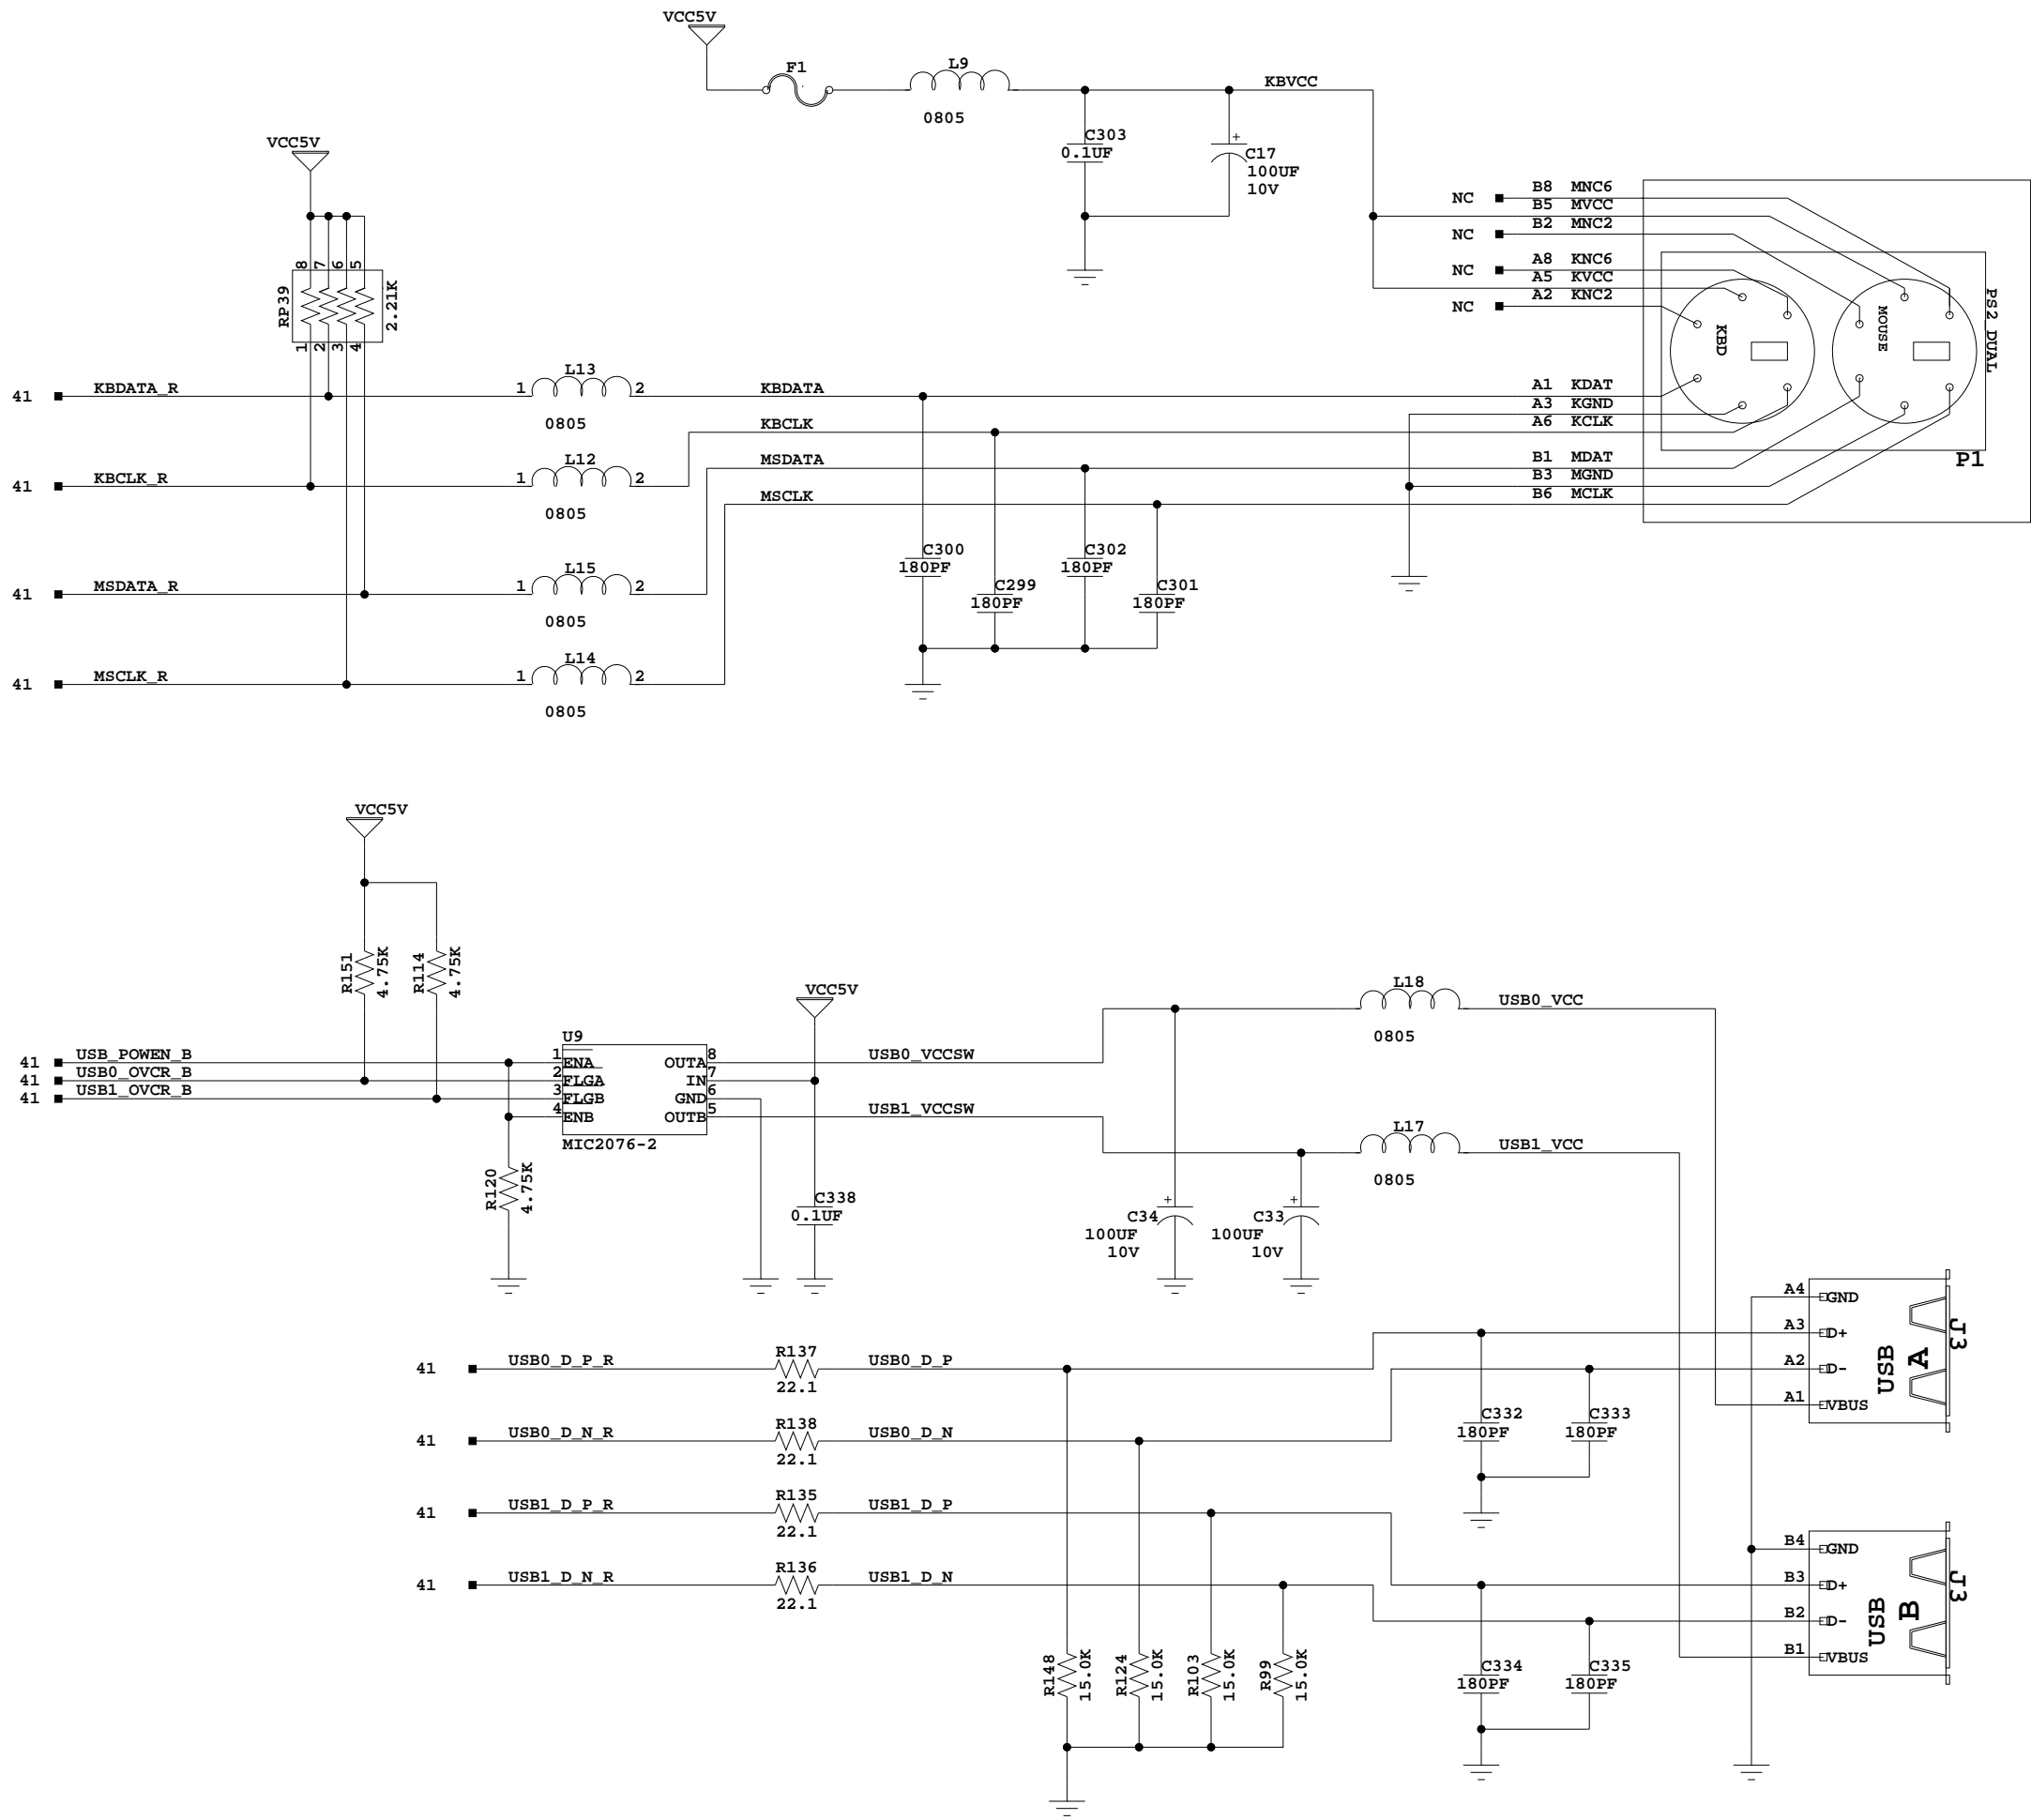 VCC5V
F1
L9
0805
KBVCC
C303
0.1UF
C17
100UF
10V
VCC5V
8
7
6
5
RP39
2.21K
1
2
3
4
NC
B8 MNC6
B5 MVCC
NC
B2 MNC2
NC
A8 KNC6
A5 KVCC
NC
A2 KNC2
KBD
MOUSE
PS2 DUAL
41
KBDATA_R
1
L13
2
0805
KBDATA
A1 KDAT
A3 KGND
KBCLK
A6 KCLK
41
KBCLK_R
1
L12
2
0805
MSDATA
B1 MDAT
P1
B3 MGND
MSCLK
B6 MCLK
C300
180PF
C302
180PF
C299
180PF
C301
180PF
41
MSDATA_R
1
L15
2
0805
41
MSCLK_R
1
L14
2
0805
VCC5V
R151
4.75K
R114
4.75K
VCC5V
L18
0805
USB0_VCC
U9
41
USB_POWEN_B
1
ENA
OUTA
8
USB0_VCCSW
41
USB0_OVCR_B
2
FLGA
IN
7
41
USB1_OVCR_B
3
FLGB
GND
6
4
ENB
OUTB
5
USB1_VCCSW
MIC2076-2
L17
0805
USB1_VCC
R120
4.75K
C338
0.1UF
+
C34
100UF
10V
+
C33
100UF
10V
A4
GND
A3
D+
A2
D-
A1
VBUS
USB
A
J3
41
USB0_D_P_R
R137
22.1
USB0_D_P
41
USB0_D_N_R
R138
22.1
USB0_D_N
C332
180PF
C333
180PF
41
USB1_D_P_R
R135
22.1
USB1_D_P
41
USB1_D_N_R
R136
22.1
USB1_D_N
B4
GND
B3
D+
B2
D-
B1
VBUS
USB
B
J3
R148
15.0K
R124
15.0K
R103
15.0K
R99
15.0K
C334
180PF
C335
180PF